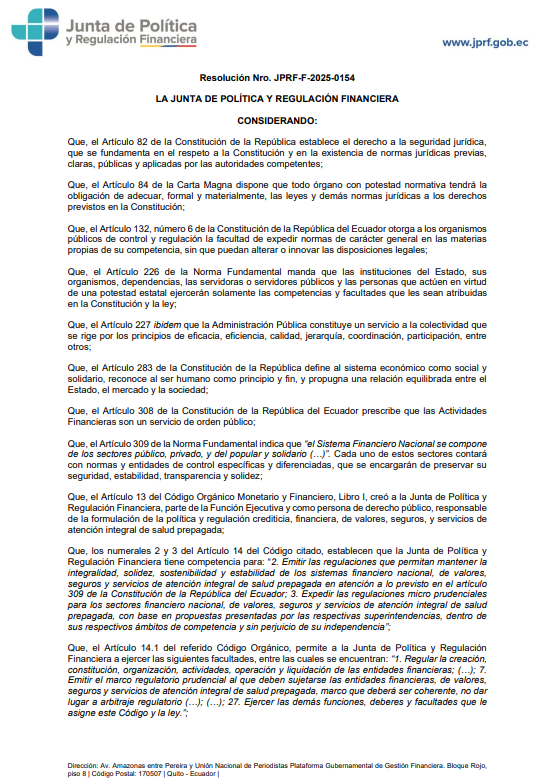 Junta de Política
y Regulación Financiera
www.jprf.gob.ec
Resolución Nro. JPRF-F-2025-0154
LA JUNTA DE POLÍTICA Y REGULACIÓN FINANCIERA
CONSIDERANDO:
Que, el Artículo 82 de la Constitución de la República establece el derecho a la seguridad jurídica,
que se fundamenta en el respeto a la Constitución y en la existencia de normas jurídicas previas,
claras, públicas y aplicadas por las autoridades competentes;
Que, el Artículo 84 de la Carta Magna dispone que todo órgano con potestad normativa tendrá la
obligación de adecuar, formal y materialmente, las leyes y demás normas jurídicas a los derechos
previstos en la Constitución;
Que, el Artículo 132, número 6 de la Constitución de la República del Ecuador otorga a los organismos
públicos de control y regulación la facultad de expedir normas de carácter general en las materias
propias de su competencia, sin que puedan alterar o innovar las disposiciones legales;
Que, el Artículo 226 de la Norma Fundamental manda que las instituciones del Estado, sus
organismos, dependencias, las servidoras o servidores públicos y las personas que actúen en virtud
de una potestad estatal ejercerán solamente las competencias y facultades que les sean atribuidas
en la Constitución y la ley;
Que, el Artículo 227 ibidem que la Administración Pública constituye un servicio a la colectividad que
se rige por los principios de eficacia, eficiencia, calidad, jerarquía, coordinación, participación, entre
otros;
Que, el Artículo 283 de la Constitución de la República define al sistema económico como social y
solidario, reconoce al ser humano como principio y fin, y propugna una relación equilibrada entre el
Estado, el mercado y la sociedad;
Que, el Artículo 308 de la Constitución de la República del Ecuador prescribe que las Actividades
Financieras son un servicio de orden público;
Que, el Artículo 309 de la Norma Fundamental indica que "el Sistema Financiero Nacional se compone
de los sectores público, privado, y del popular y solidario (…)". Cada uno de estos sectores contará
con normas y entidades de control específicas y diferenciadas, que se encargarán de preservar su
seguridad, estabilidad, transparencia y solidez;
Que, el Artículo 13 del Código Orgánico Monetario y Financiero, Libro I, creó a la Junta de Política y
Regulación Financiera, parte de la Función Ejecutiva y como persona de derecho público, responsable
de la formulación de la política y regulación crediticia, financiera, de valores, seguros, y servicios de
atención integral de salud prepagada;
Que, los numerales 2 y 3 del Artículo 14 del Código citado, establecen que la Junta de Política y
Regulación Financiera tiene competencia para: "2. Emitir las regulaciones que permitan mantener la
integralidad, solidez, sostenibilidad y estabilidad de los sistemas financiero nacional, de valores,
seguros y servicios de atención integral de salud prepagada en atención a lo previsto en el artículo
309 de la Constitución de la República del Ecuador; 3. Expedir las regulaciones micro prudenciales
para los sectores financiero nacional, de valores, seguros y servicios de atención integral de salud
prepagada, con base en propuestas presentadas por las respectivas superintendencias, dentro de
sus respectivos ámbitos de competencia y sin perjuicio de su independencia";
Que, el Artículo 14.1 del referido Código Orgánico, permite a la Junta de Política y Regulación
Financiera a ejercer las siguientes facultades, entre las cuales se encuentran: "1. Regular la creación,
constitución, organización, actividades, operación y liquidación de las entidades financieras; (…); 7.
Emitir el marco regulatorio prudencial al que deben sujetarse las entidades financieras, de valores,
seguros y servicios de atención integral de salud prepagada, marco que deberá ser coherente, no dar
lugar a arbitraje regulatorio (…); (…); 27. Ejercer las demás funciones, deberes y facultades que le
asigne este Código y la ley.";
Dirección: Av. Amazonas entre Pereira y Unión Nacional de Periodistas Plataforma Gubernamental de Gestión Financiera. Bloque Rojo,
piso 8 | Código Postal: 170507 | Quito - Ecuador |